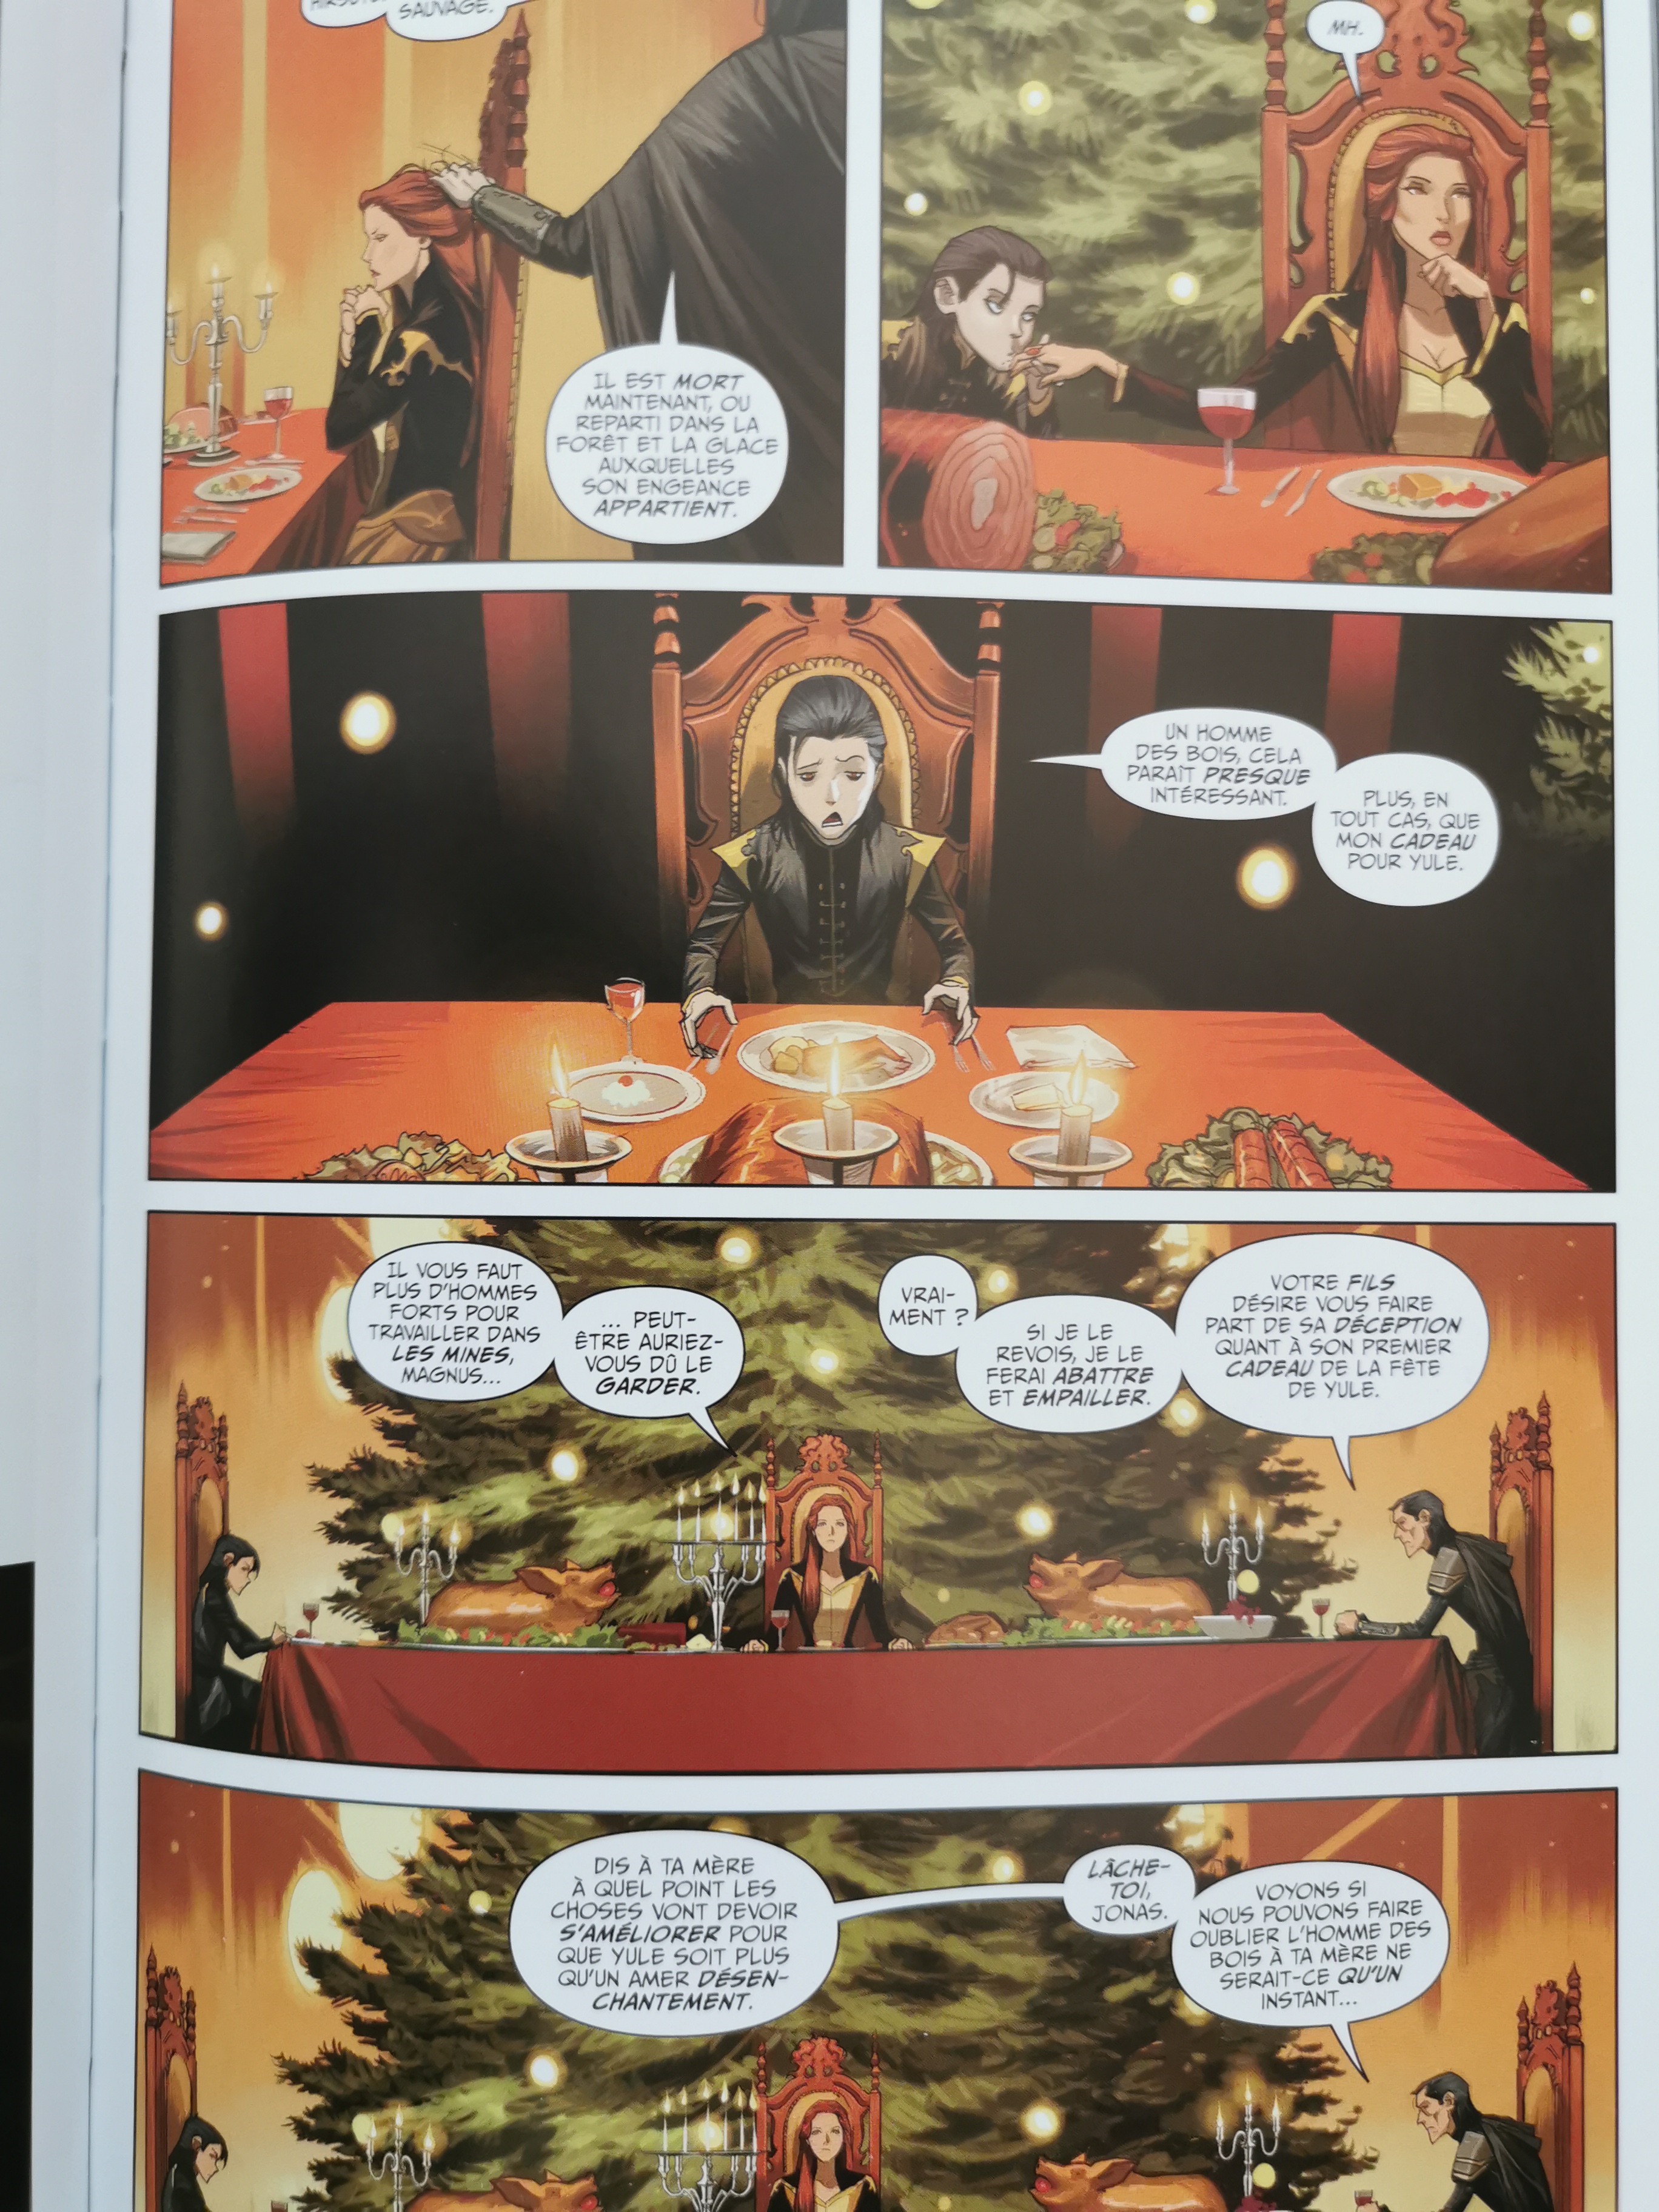 SAUVAGE.
IL EST MORT
MAINTENANT, OU
REPARTI DANS LA
FORÊT ET LA GLACE
AUXQUELLES
SON ENGEANCE
APPARTIENT.
MH.
UN HOMME
DES BOIS, CELA
PARAÎT PRESQUE
INTÉRESSANT.
PLUS, EN
TOUT CAS, QUE
MON CADEAU
POUR YULE.
IL VOUS FAUT
PLUS D'HOMMES
FORTS POUR
TRAVAILLER DANS
LES MINES,
MAGNUS...
... PEUT-
ÊTRE AURIEZ-
VOUS DÛ LE
GARDER.
VRAI-
MENT ?
SI JE LE
REVOIS, JE LE
FERAI ABATTRE
ET EMPAILLER.
VOTRE FILS
DÉSIRE VOUS FAIRE
PART DE SA DÉCEPTION
QUANT À SON PREMIER
CADEAU DE LA FÊTE
DE YULE.
DIS À TA MÈRE
À QUEL POINT LES
CHOSES VONT DEVOIR
S'AMÉLIORER POUR
QUE YULE SOIT PLUS
QU'UN AMER DÉSEN-
CHANTEMENT.
LÂCHE-
TOI,
JONAS.
VOYONS SI
NOUS POUVONS FAIRE
OUBLIER L'HOMME DES
BOIS À TA MÈRE NE
SERAIT-CE QU'UN
INSTANT...